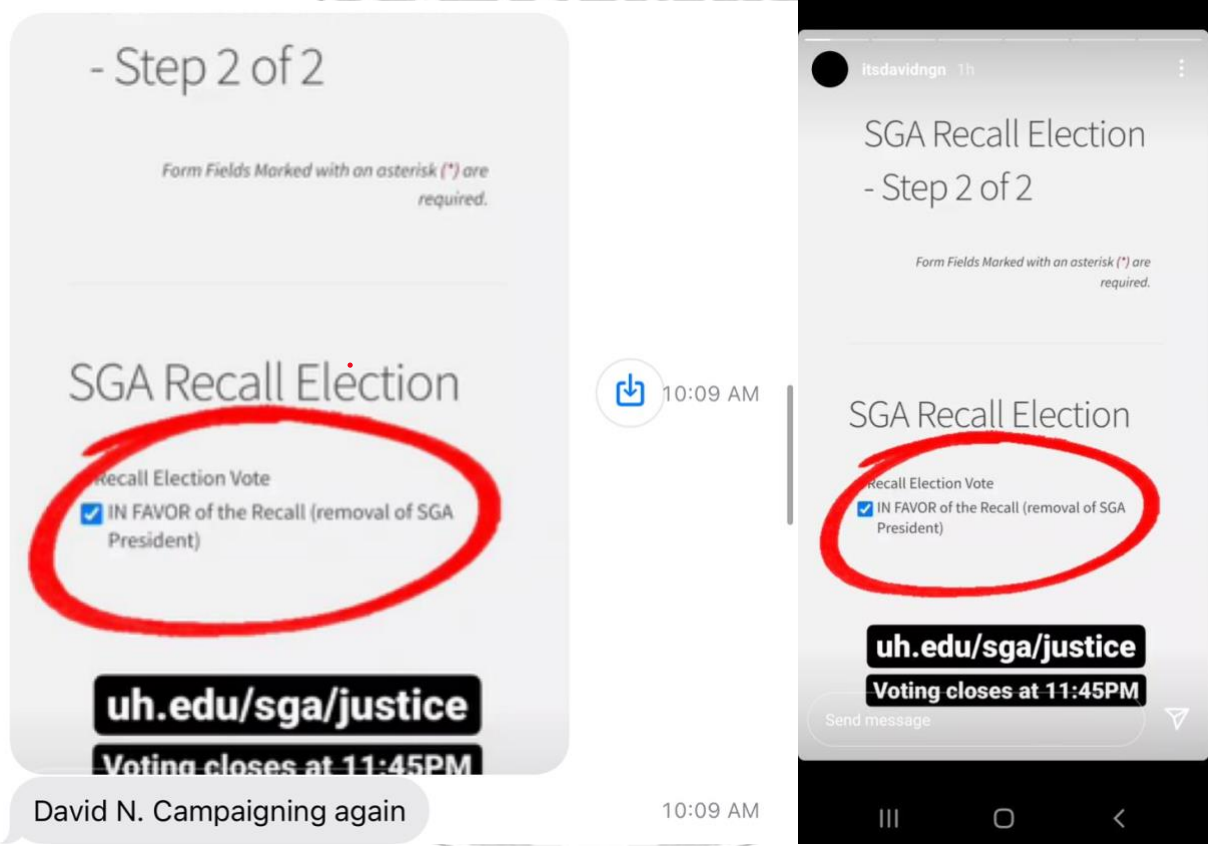 - Step 2 of 2
Form Fields Marked with an asterisk (*) are
required.
SGA Recall Election
Recall Election Vote
IN FAVOR of the Recall (removal of SGA
President)
uh.edu/sga/justice
Voting closes at 11:45PM
10:09 AM
David N. Campaigning again
10:09 AM
itsdavidngn 1h
SGA Recall Election
- Step 2 of 2
Form Fields Marked with an asterisk (*) are
required.
SGA Recall Election
Recall Election Vote
IN FAVOR of the Recall (removal of SGA
President)
uh.edu/sga/justice
Voting closes at 11:45PM
Send message